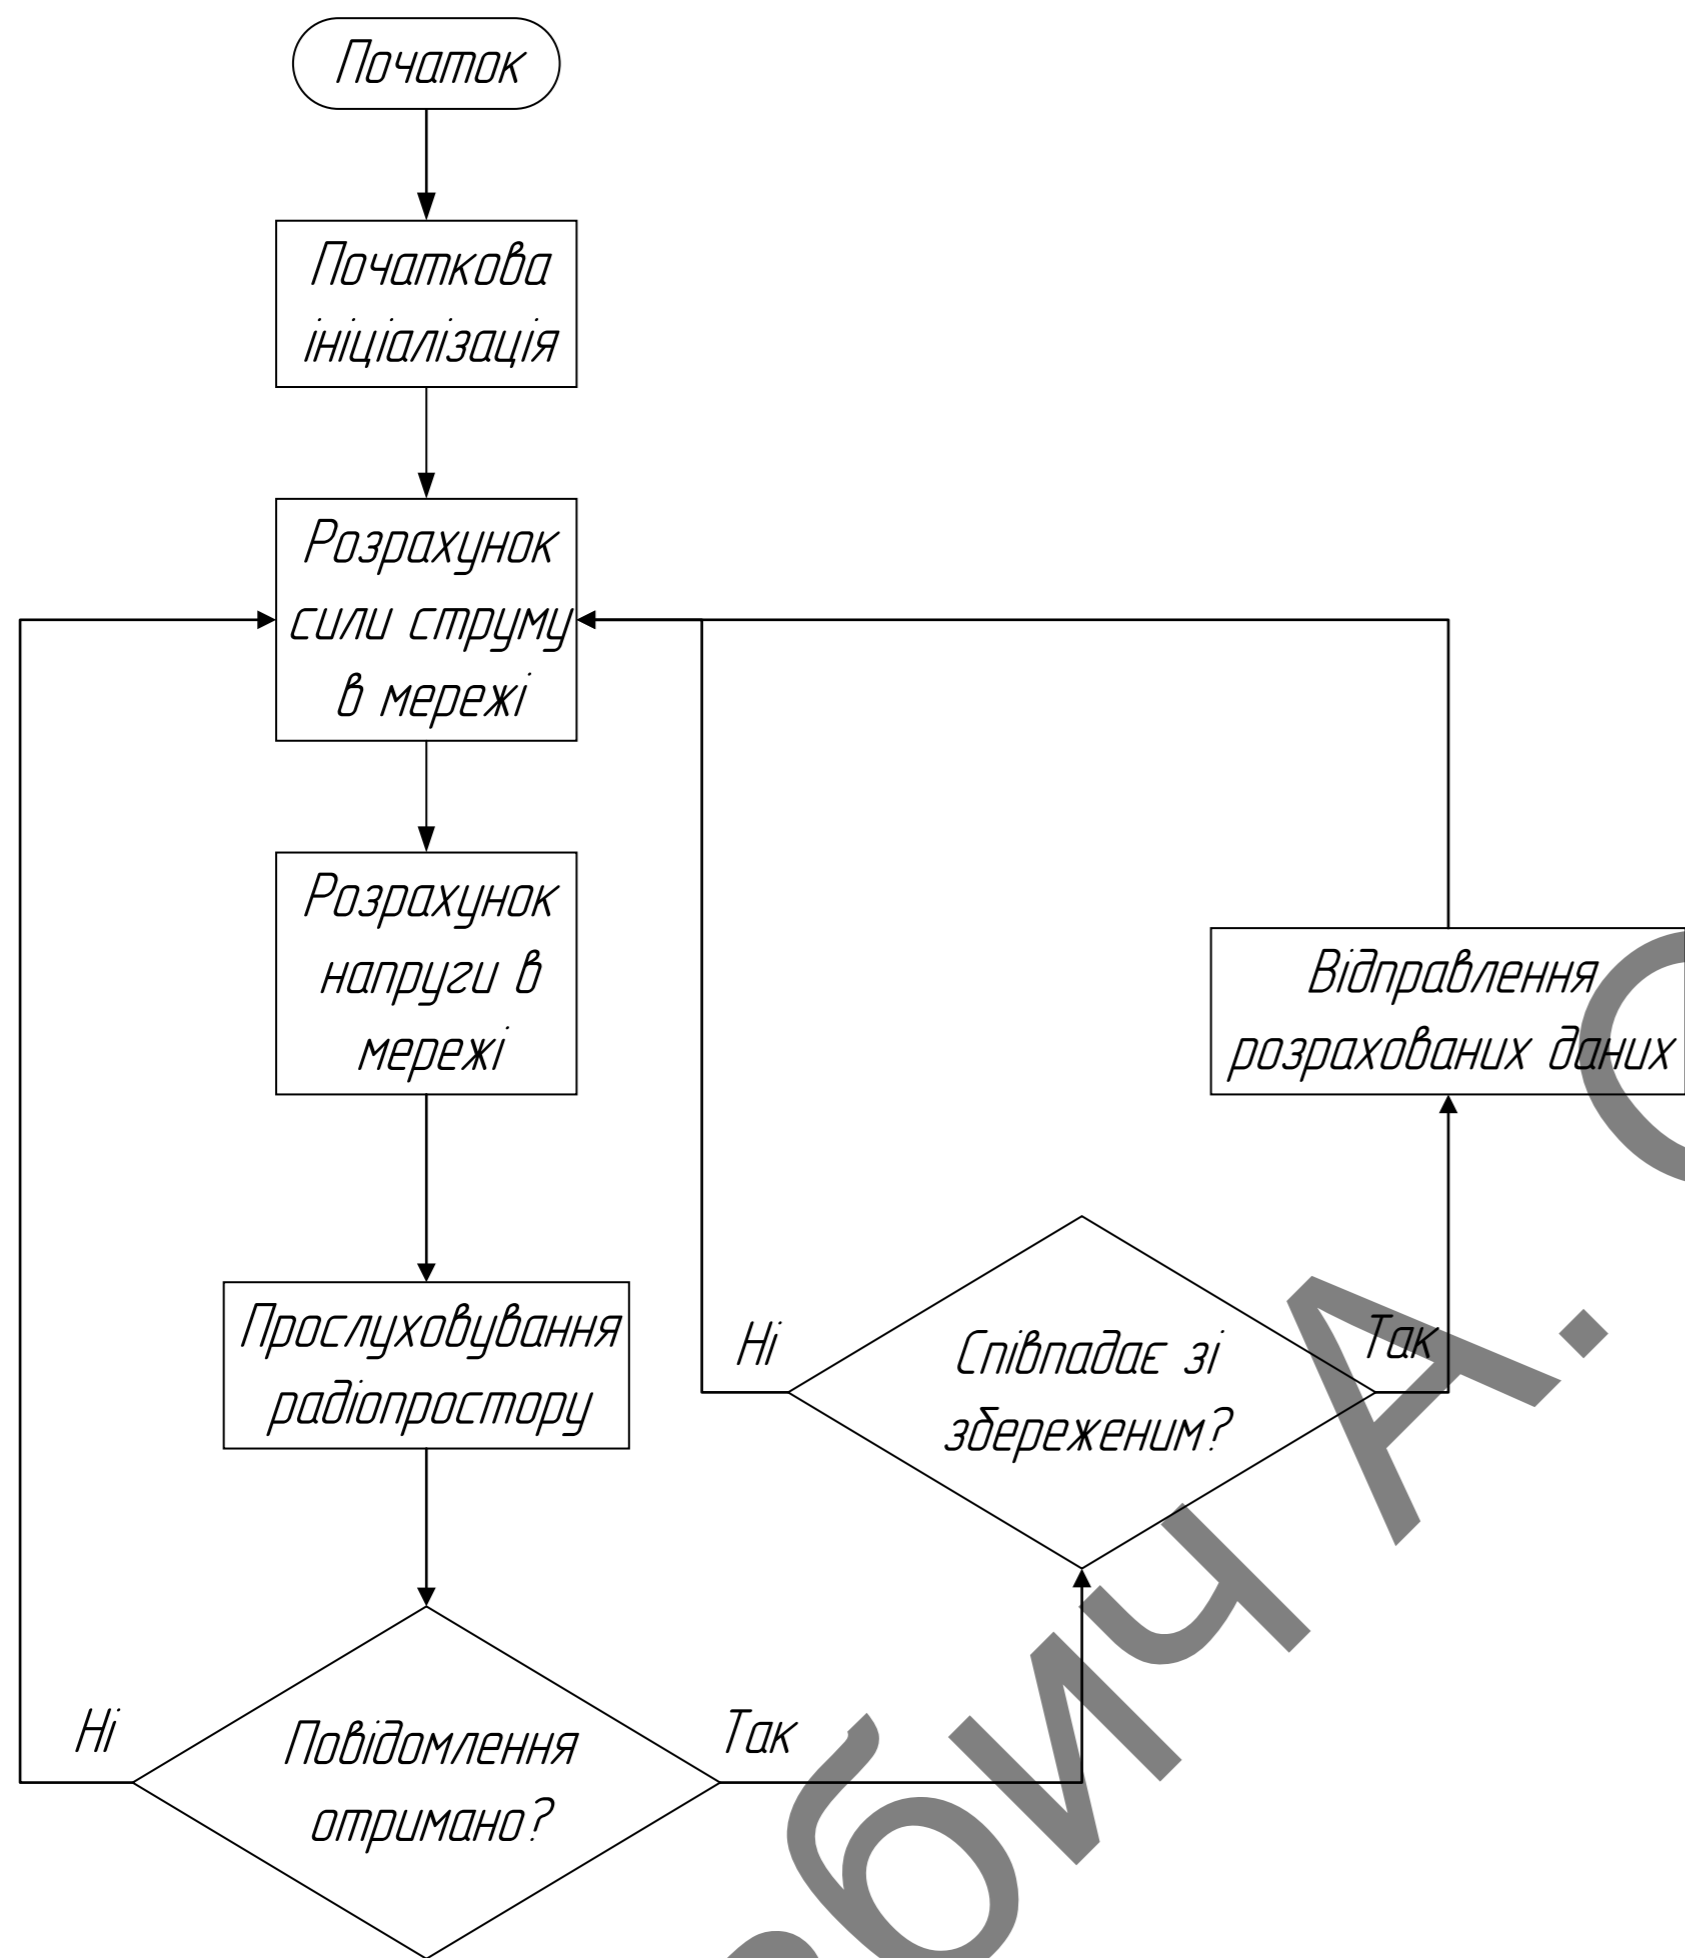 Початок
Початкова
ініціалізація
Розрахунок
сили струму
в мережі
Розрахунок
напруги в
мережі
Відправлення
розрахованих даних
Прослуховування
радіопростору
Ні
Співпадає зі
збереженим?
Так
Ні
Повідомлення
отримано?
Так
бич А.